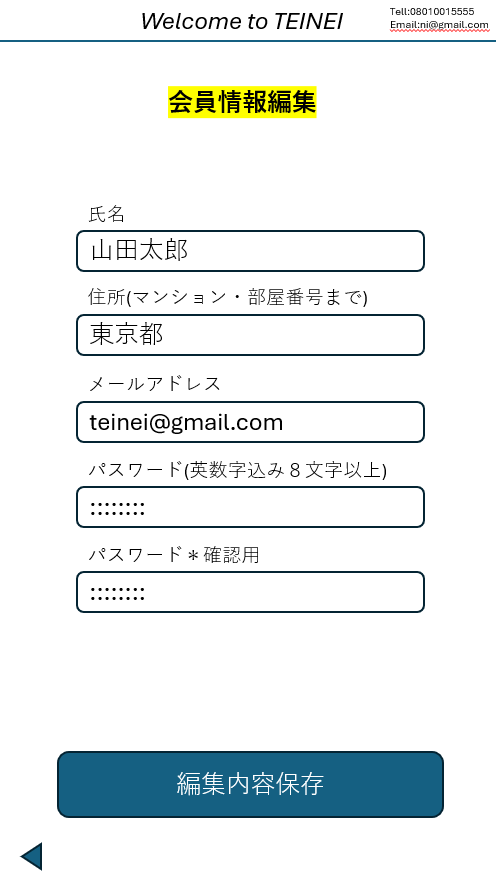 Welcome to TEINEI
Tell:08010015555
Email:ni@gmail.com
会員情報編集
氏名
山田太郎
住所(マンション・部屋番号まで)
東京都
メールアドレス
teinei@gmail.com
パスワード(英数字込み８文字以上)
::::::::
パスワード＊確認用
::::::::
編集内容保存